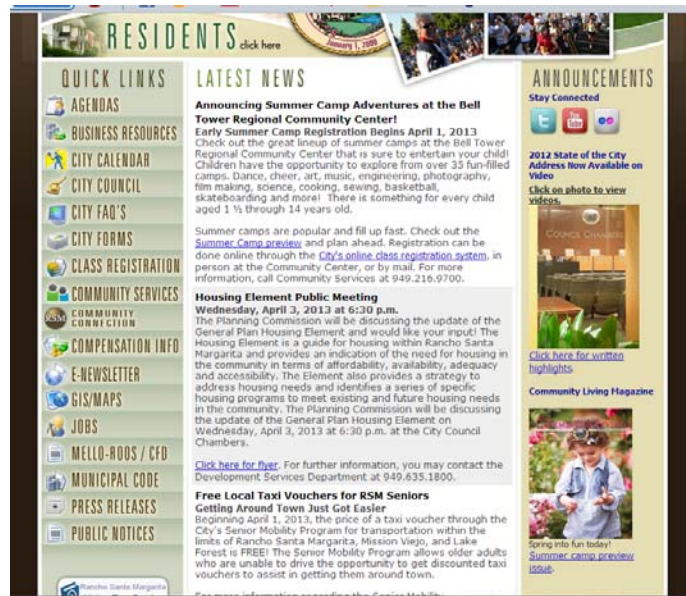 RESIDENTS click here
January 1, 2000
QUICK LINKS
AGENDAS
BUSINESS RESOURCES
CITY CALENDAR
CITY COUNCIL
CITY FAQ'S
CITY FORMS
CLASS REGISTRATION
COMMUNITY SERVICES
RSM COMMUNITY
CONNECTION
COMPENSATION INFO
E-NEWSLETTER
GIS/MAPS
JOBS
MELLO-ROOS / CFD
MUNICIPAL CODE
PRESS RELEASES
PUBLIC NOTICES
Rancho Santa Margarita
LATEST NEWS
Announcing Summer Camp Adventures at the Bell
Tower Regional Community Center!
Early Summer Camp Registration Begins April 1, 2013
Check out the great lineup of summer camps at the Bell Tower
Regional Community Center that is sure to entertain your child!
Children have the opportunity to explore from over 35 fun-filled
camps. Dance, cheer, art, music, engineering, photography,
film making, science, cooking, sewing, basketball,
skateboarding and more! There is something for every child
aged 1 ½ through 14 years old.
Summer camps are popular and fill up fast. Check out the
Summer Camp preview and plan ahead. Registration can be
done online through the City's online class registration system, in
person at the Community Center, or by mail. For more
information, call Community Services at 949.216.9700.
Housing Element Public Meeting
Wednesday, April 3, 2013 at 6:30 p.m.
The Planning Commission will be discussing the update of the
General Plan Housing Element and would like your input! The
Housing Element is a guide for housing within Rancho Santa
Margarita and provides an indication of the need for housing in
the community in terms of affordability, availability, adequacy
and accessibility. The Element also provides a strategy to
address housing needs and identifies a series of specific
housing programs to meet existing and future housing needs
in the community. The Planning Commission will be discussing
the update of the General Plan Housing Element on
Wednesday, April 3, 2013 at 6:30 p.m. at the City Council
Chambers.
Click here for flyer. For further information, you may contact the
Development Services Department at 949.635.1800.
Free Local Taxi Vouchers for RSM Seniors
Getting Around Town Just Got Easier
Beginning April 1, 2013, the price of a taxi voucher through the
City's Senior Mobility Program for transportation within the
limits of Rancho Santa Margarita, Mission Viejo, and Lake
Forest is FREE! The Senior Mobility Program allows older adults
who are unable to drive the opportunity to get discounted taxi
vouchers to assist in getting them around town.
For more information regarding the Senior Mobility
ANNOUNCEMENTS
Stay Connected
You Tube
2012 State of the City
Address Now Available on
Video
Click on photo to view
videos.
COUNCIL CHAMBERS
Click here for written
highlights.
Community Living Magazine
Spring into fun today!
Summer camp preview
issue.